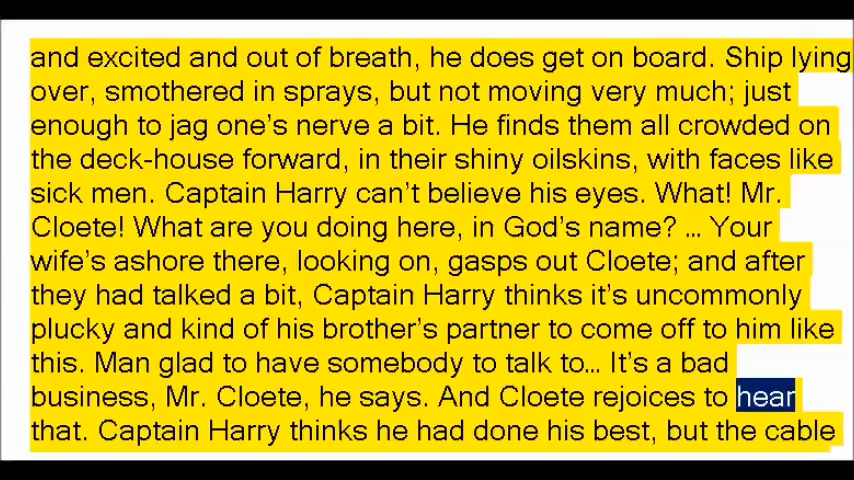 and excited and out of breath, he does get on board. Ship lying
over, smothered in sprays, but not moving very much; just
enough to jag one’s nerve a bit. He finds them all crowded on
the deck-house forward, in their shiny oilskins, with faces like
sick men. Captain Harry can’t believe his eyes. What! Mr.
Cloete! What are you doing here, in God’s name? ... Your
wife’s ashore there, looking on, gasps out Cloete; and after
they had talked a bit, Captain Harry thinks it’s uncommonly
plucky and kind of his brother’s partner to come off to him like
this. Man glad to have somebody to talk to... It’s a bad
business, Mr. Cloete, he says. And Cloete rejoices to hear
that. Captain Harry thinks he had done his best, but the cable